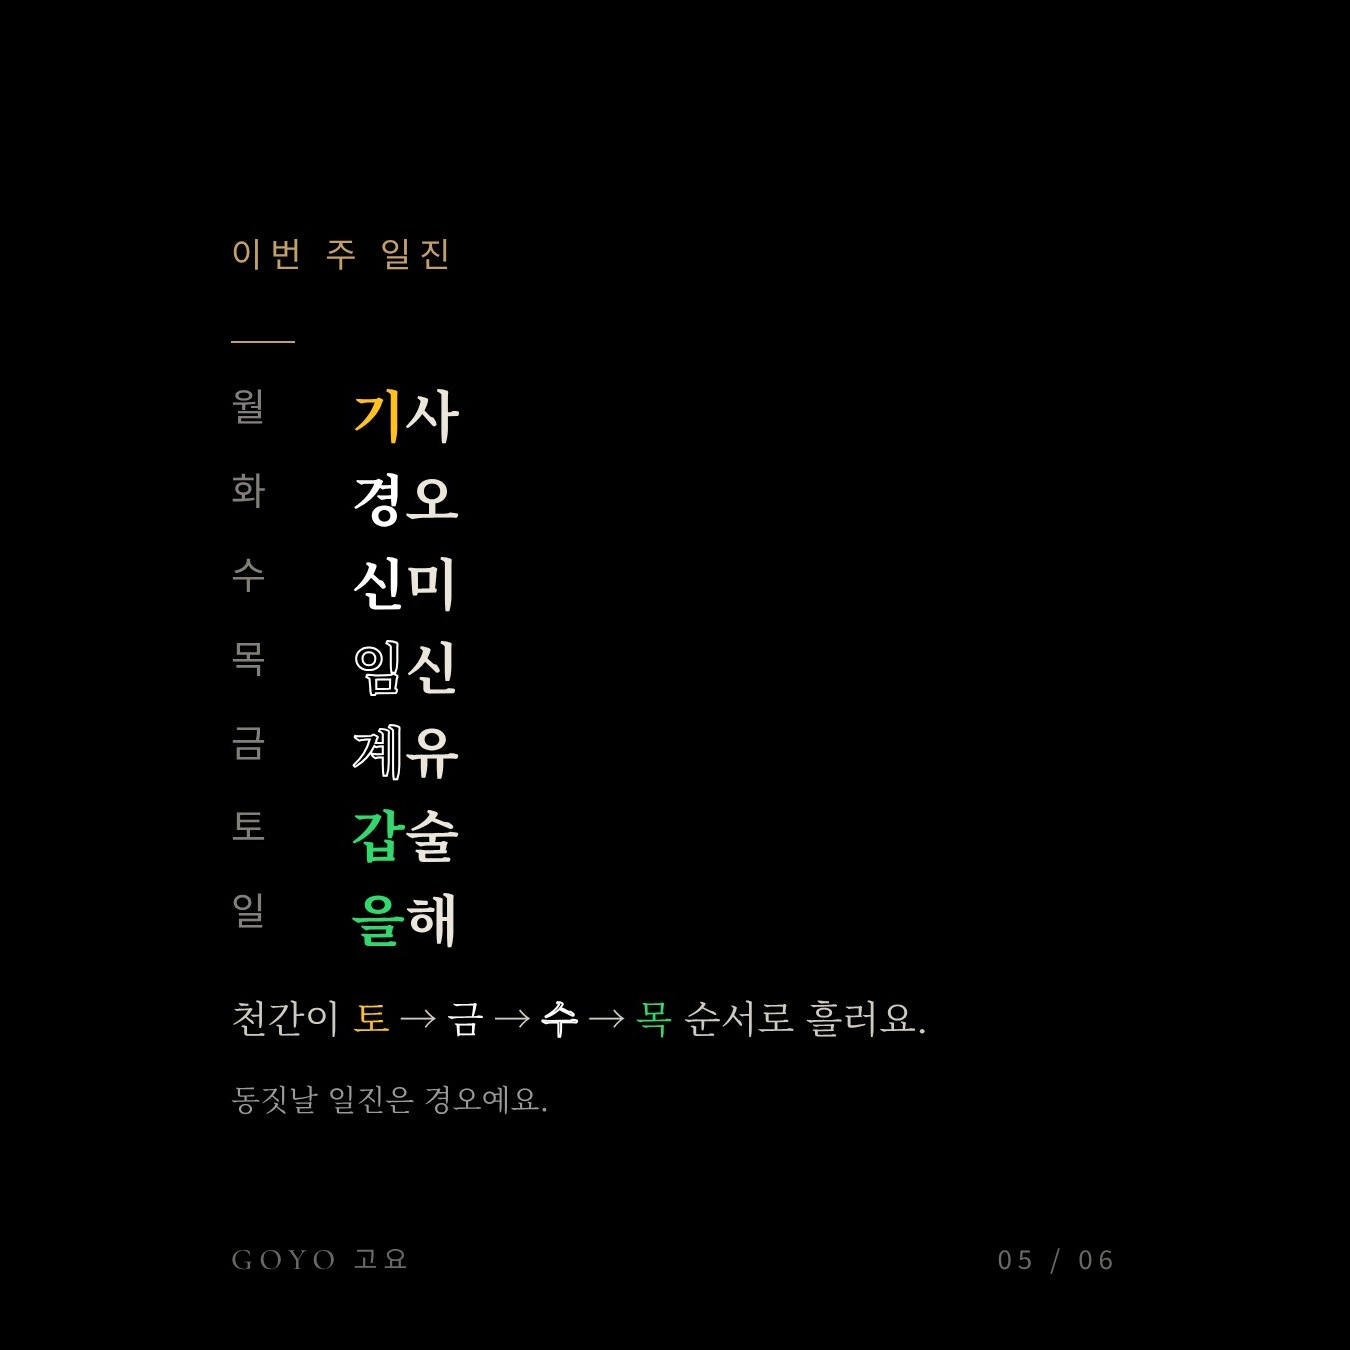 이번 주 일진
월 기사
화 경오
수 신미
목 임신
금 계유
토 갑술
일 을해
천간이 토 → 금 → 수 → 목 순서로 흘러요.
동짓날 일진은 경오예요.
GOYO 고요 05 / 06